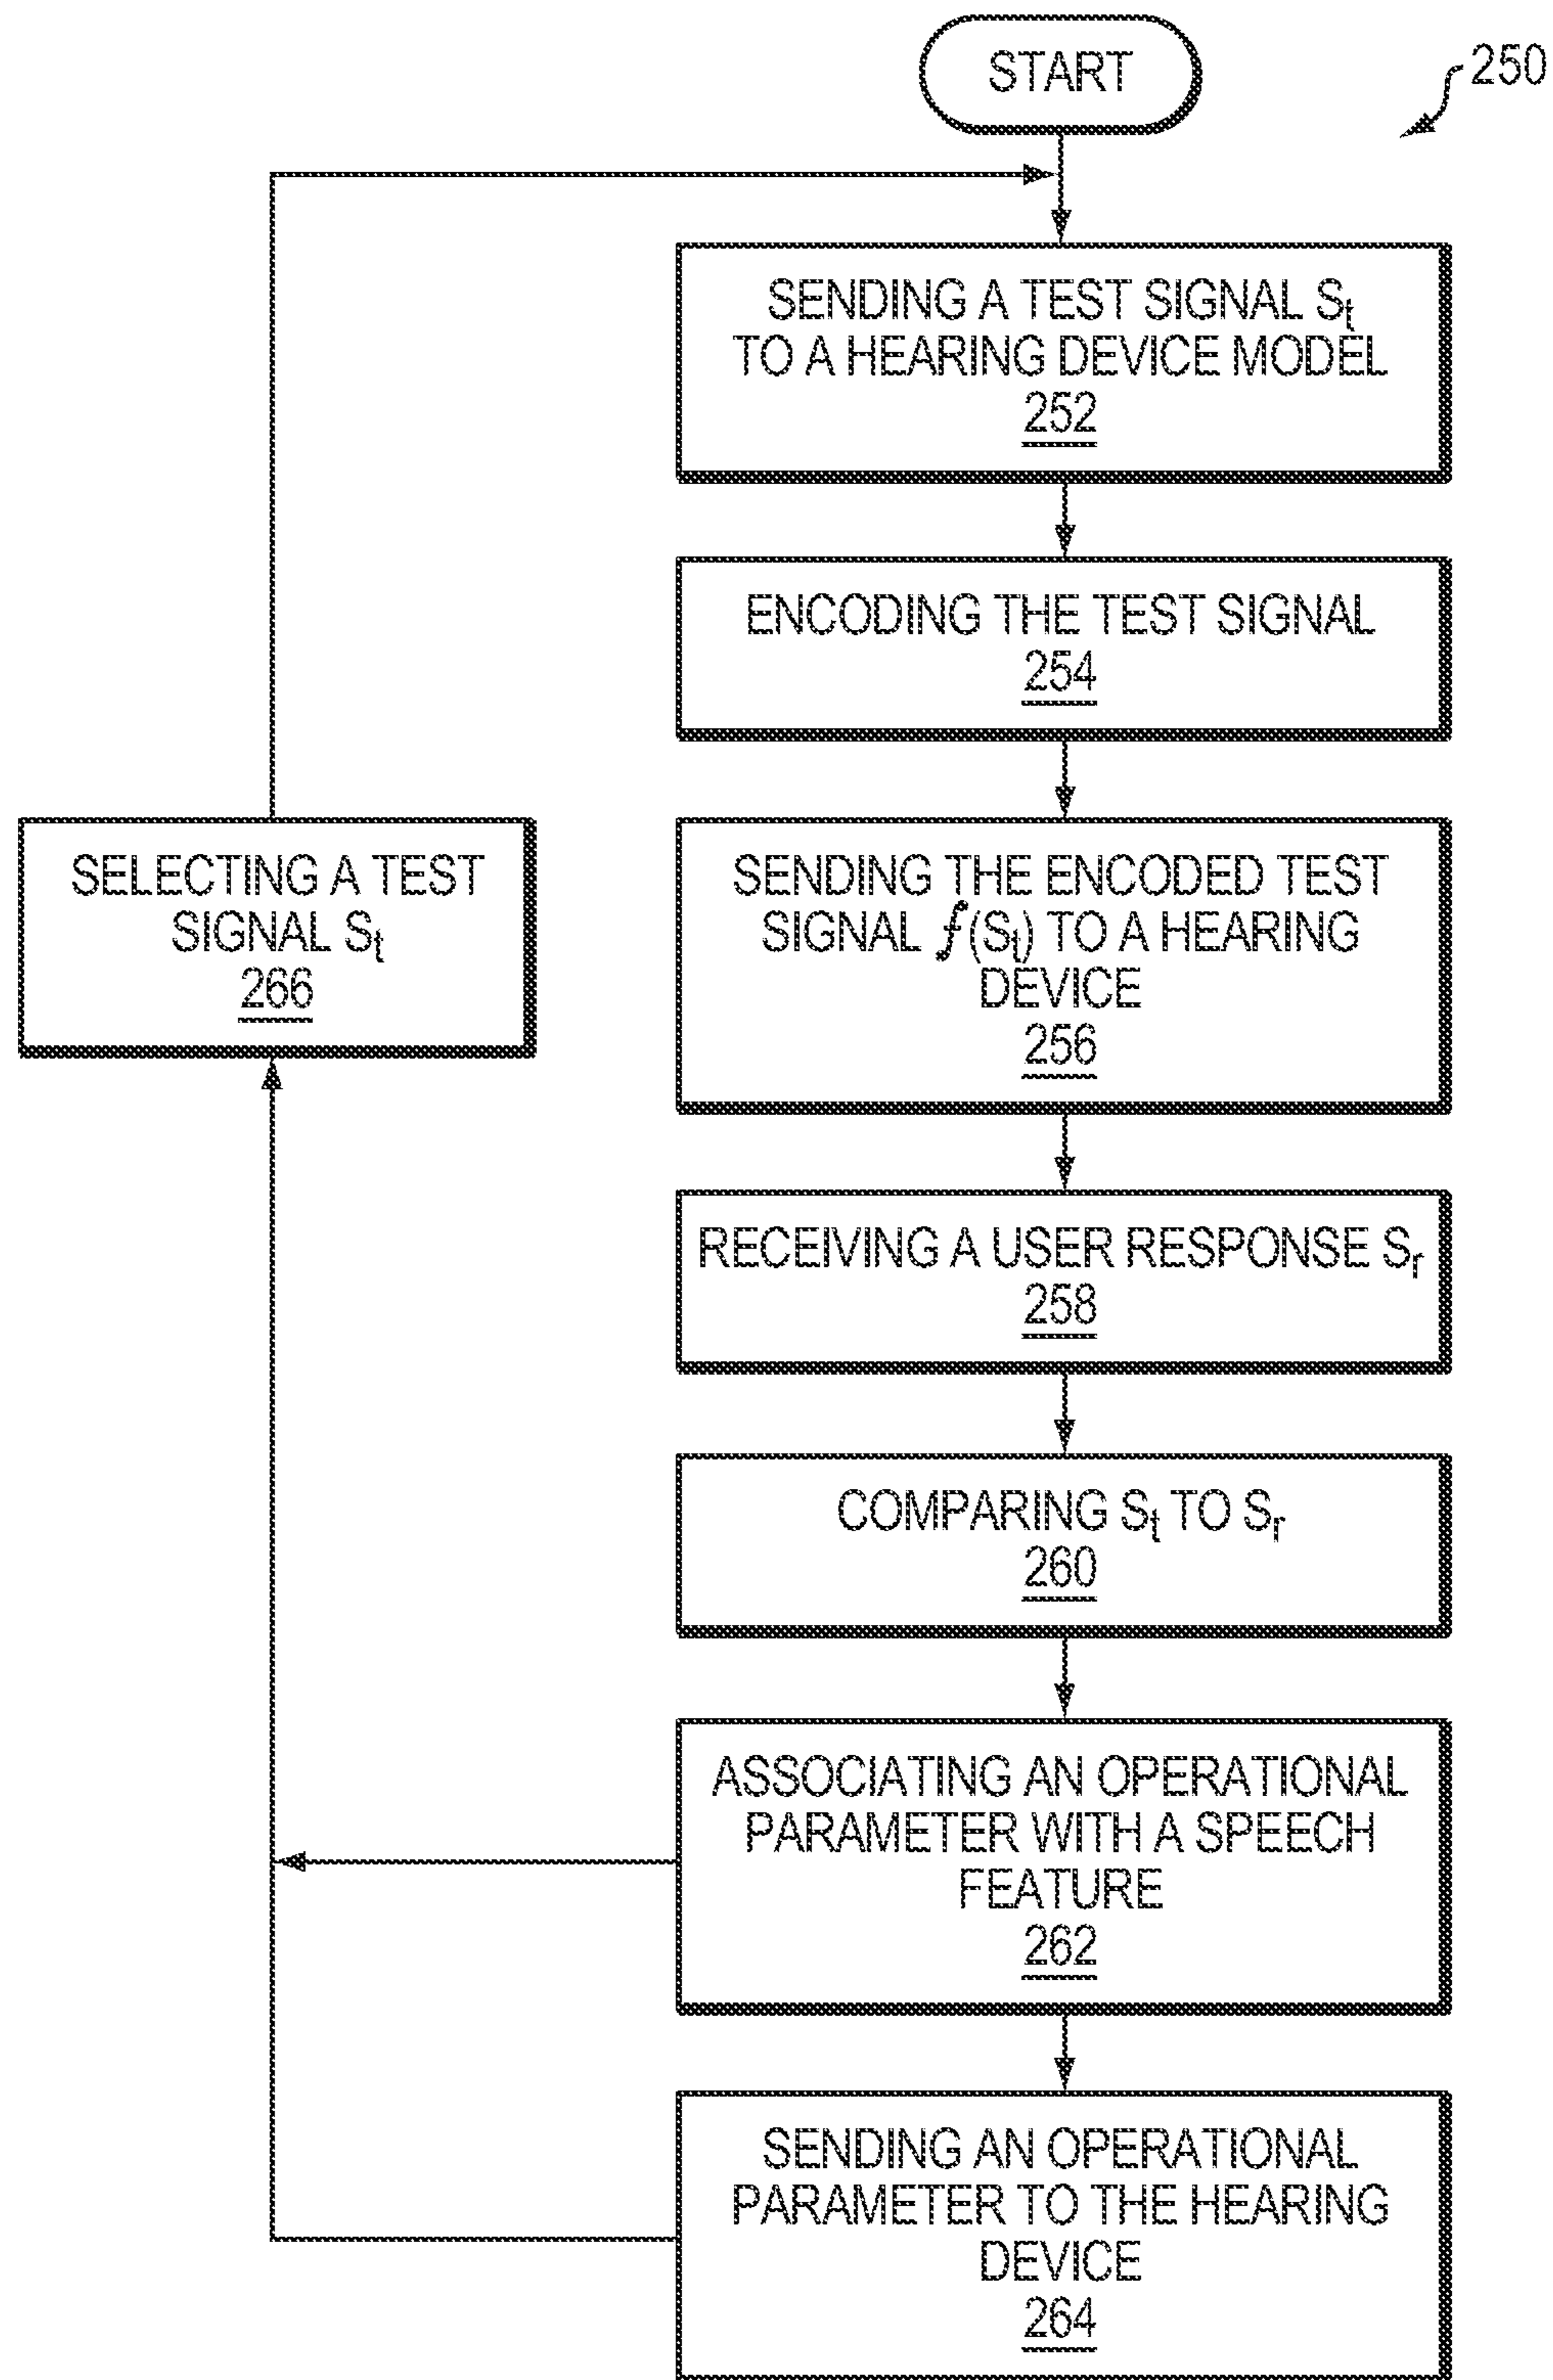 START
250
SENDING A TEST SIGNAL Sₜ
TO A HEARING DEVICE MODEL
252
ENCODING THE TEST SIGNAL
254
SELECTING A TEST
SIGNAL Sₜ
266
SENDING THE ENCODED TEST
SIGNAL f(Sₜ) TO A HEARING
DEVICE
256
RECEIVING A USER RESPONSE Sᵣ
258
COMPARING Sₜ TO Sᵣ
260
ASSOCIATING AN OPERATIONAL
PARAMETER WITH A SPEECH
FEATURE
262
SENDING AN OPERATIONAL
PARAMETER TO THE HEARING
DEVICE
264